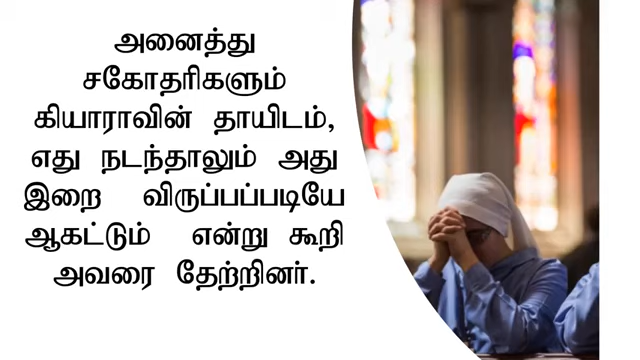 அனைத்து
சகோதரிகளும்
கியாராவின் தாயிடம்,
எது நடந்தாலும் அது
இறை விருப்பப்படியே
ஆகட்டும் என்று கூறி
அவரை தேற்றினர்.